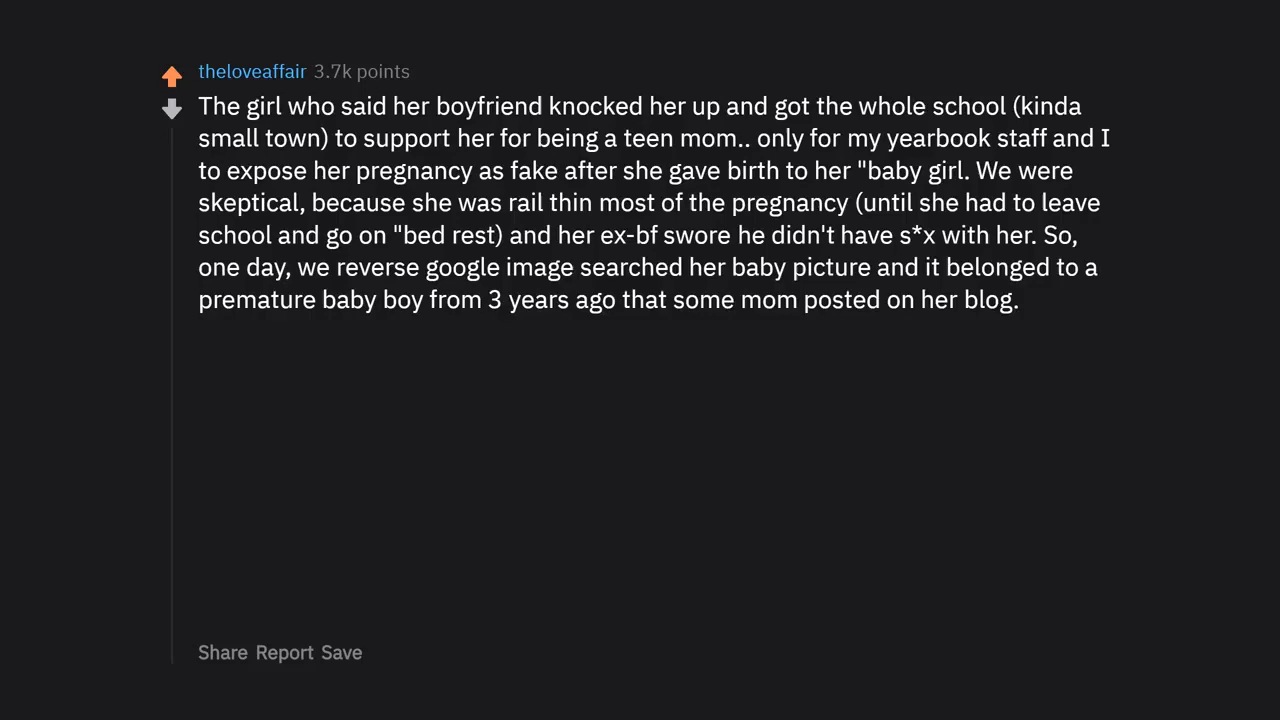 theloveaffair 3.7k points
The girl who said her boyfriend knocked her up and got the whole school (kinda
small town) to support her for being a teen mom.. only for my yearbook staff and I
to expose her pregnancy as fake after she gave birth to her "baby girl. We were
skeptical, because she was rail thin most of the pregnancy (until she had to leave
school and go on "bed rest) and her ex-bf swore he didn't have s*x with her. So,
one day, we reverse google image searched her baby picture and it belonged to a
premature baby boy from 3 years ago that some mom posted on her blog.
Share Report Save